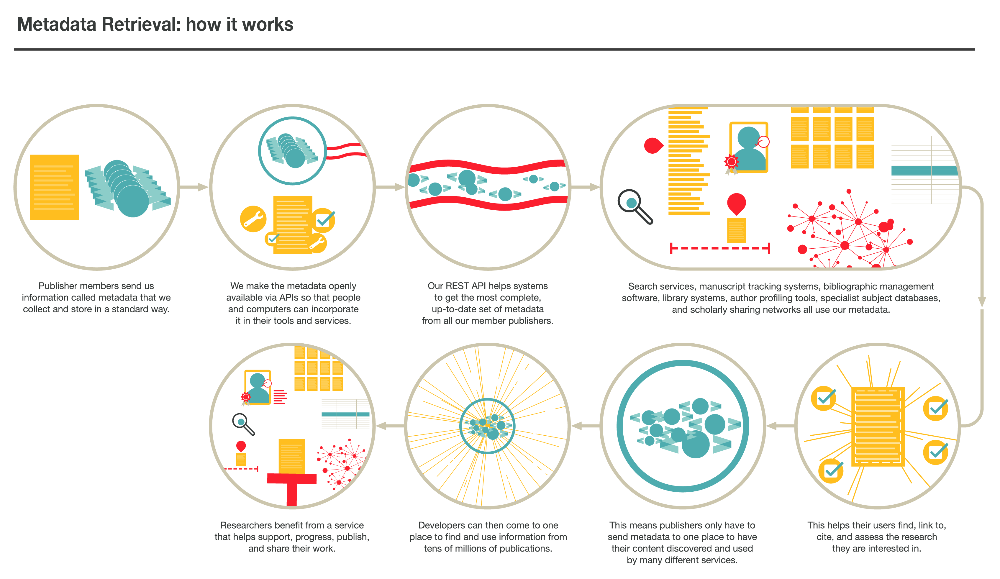 Metadata Retrieval: how it works
Publisher members send us
information called metadata that we
collect and store in a standard way.
We make the metadata openly
available via APIs so that people
and computers can incorporate
it in their tools and services.
Our REST API helps systems
to get the most complete,
up-to-date set of metadata
from all our member publishers.
Search services, manuscript tracking systems, bibliographic management
software, library systems, author profiling tools, specialist subject databases,
and scholarly sharing networks all use our metadata.
This helps their users find, link to,
cite, and assess the research
they are interested in.
This means publishers only have to
send metadata to one place to have
their content discovered and used
by many different services.
Developers can then come to one
place to find and use information from
tens of millions of publications.
Researchers benefit from a service
that helps support, progress, publish,
and share their work.